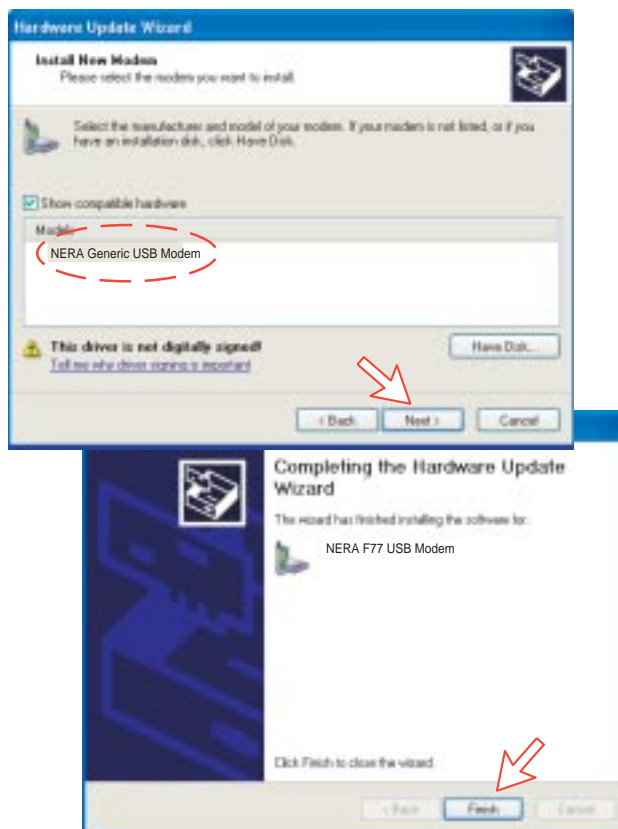 Hardware Update Wizard
Install New Modem
Please select the modem you want to install.
Select the manufacturer and model of your modem. If your modem is not listed, or if you
have an installation disk, click Have Disk.
Show compatible hardware
Models
NERA Generic USB Modem
This driver is not digitally signed!
Tell me why driver signing is important
Have Disk...
< Back
Next >
Cancel
Completing the Hardware Update
Wizard
The wizard has finished installing the software for:
NERA F77 USB Modem
Click Finish to close the wizard.
< Back
Finish
Cancel